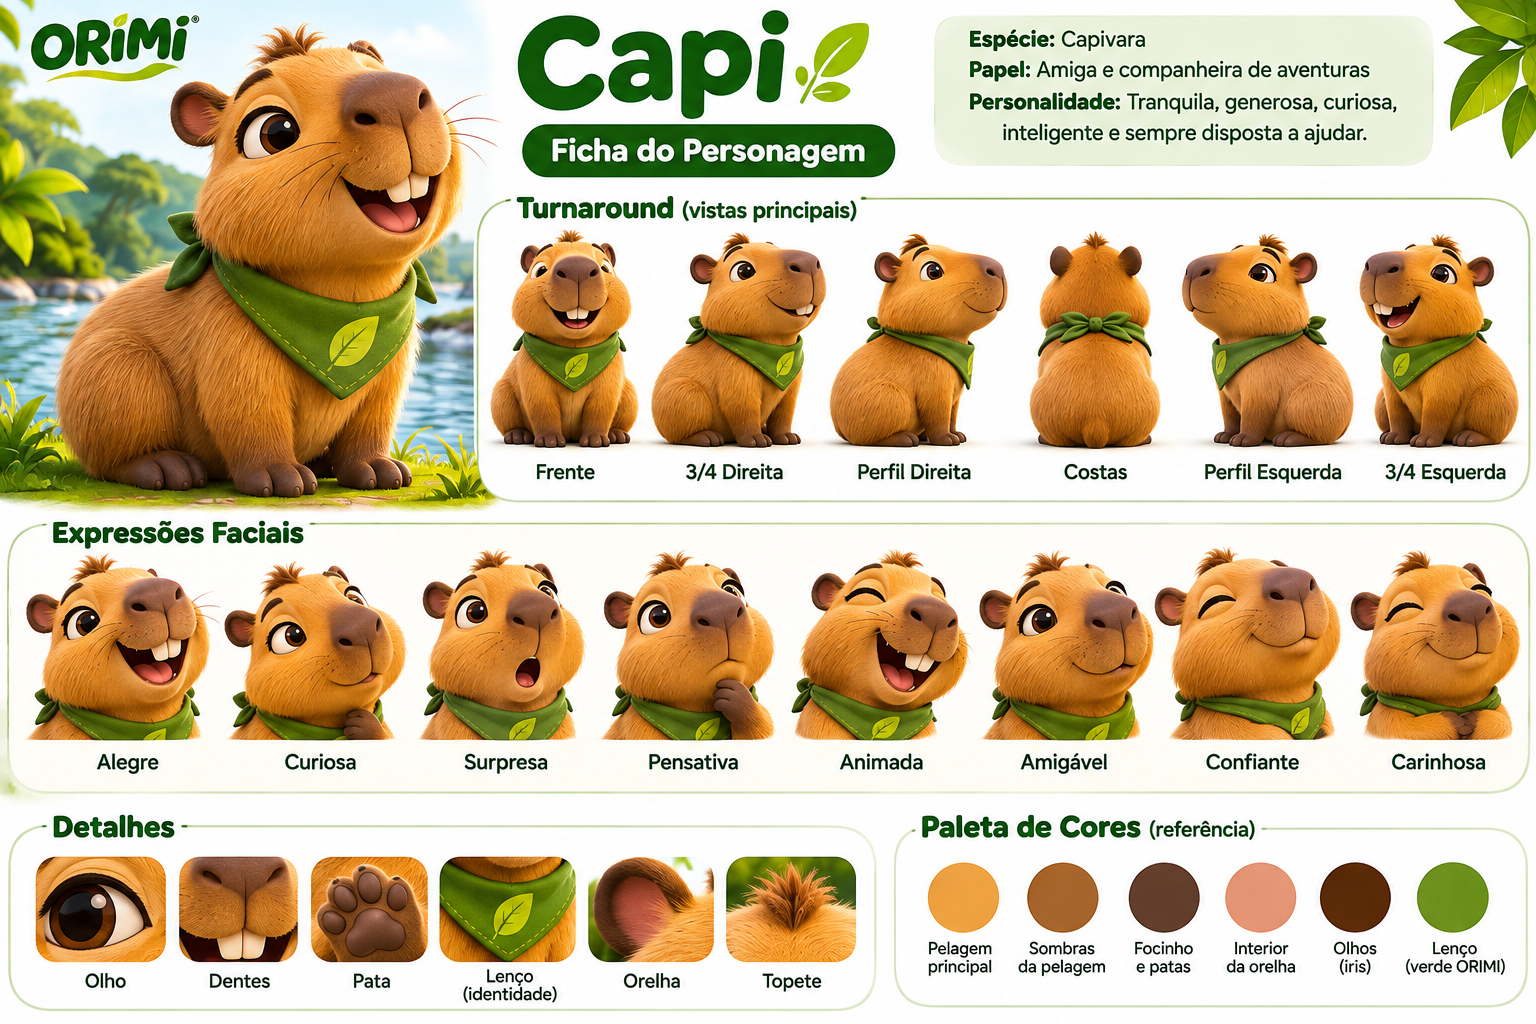 ORiMi®
Capi
Ficha do Personagem
Espécie: Capivara
Papel: Amiga e companheira de aventuras
Personalidade: Tranquila, generosa, curiosa,
inteligente e sempre disposta a ajudar.
Turnaround (vistas principais)
Frente
3/4 Direita
Perfil Direita
Costas
Perfil Esquerda
3/4 Esquerda
Expressões Faciais
Alegre
Curiosa
Surpresa
Pensativa
Animada
Amigável
Confiante
Carinhosa
Detalhes
Olho
Dentes
Pata
Lenço
(identidade)
Orelha
Topete
Paleta de Cores (referência)
Pelagem
principal
Sombras
da pelagem
Focinho
e patas
Interior
da orelha
Olhos
(iris)
Lenço
(verde ORIMI)